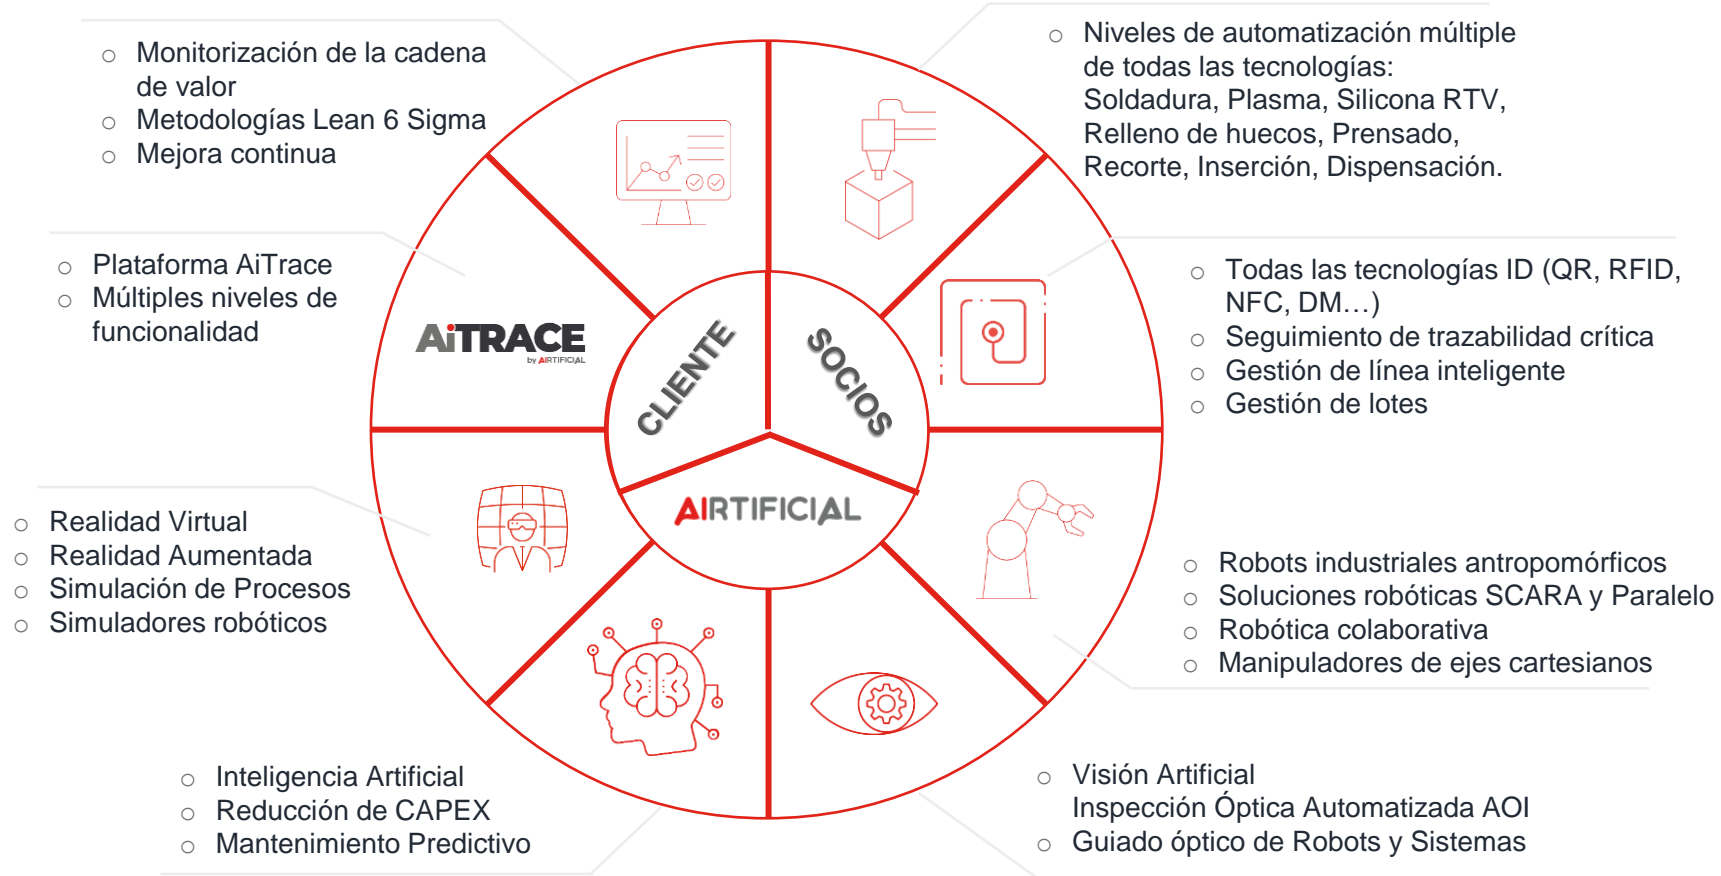 Monitorización de la cadena
de valor
Metodologías Lean 6 Sigma
Mejora continua
Niveles de automatización múltiple
de todas las tecnologías:
Soldadura, Plasma, Silicona RTV,
Relleno de huecos, Prensado,
Recorte, Inserción, Dispensación.
Plataforma AiTrace
Múltiples niveles de
funcionalidad
AiTRACE
by AIRTIFICIAL
CLIENTE
SOCIOS
AIRTIFICIAL
Todas las tecnologías ID (QR, RFID,
NFC, DM…)
Seguimiento de trazabilidad crítica
Gestión de línea inteligente
Gestión de lotes
Realidad Virtual
Realidad Aumentada
Simulación de Procesos
Simuladores robóticos
Robots industriales antropomórficos
Soluciones robóticas SCARA y Paralelo
Robótica colaborativa
Manipuladores de ejes cartesianos
Inteligencia Artificial
Reducción de CAPEX
Mantenimiento Predictivo
Visión Artificial
Inspección Óptica Automatizada AOI
Guiado óptico de Robots y Sistemas